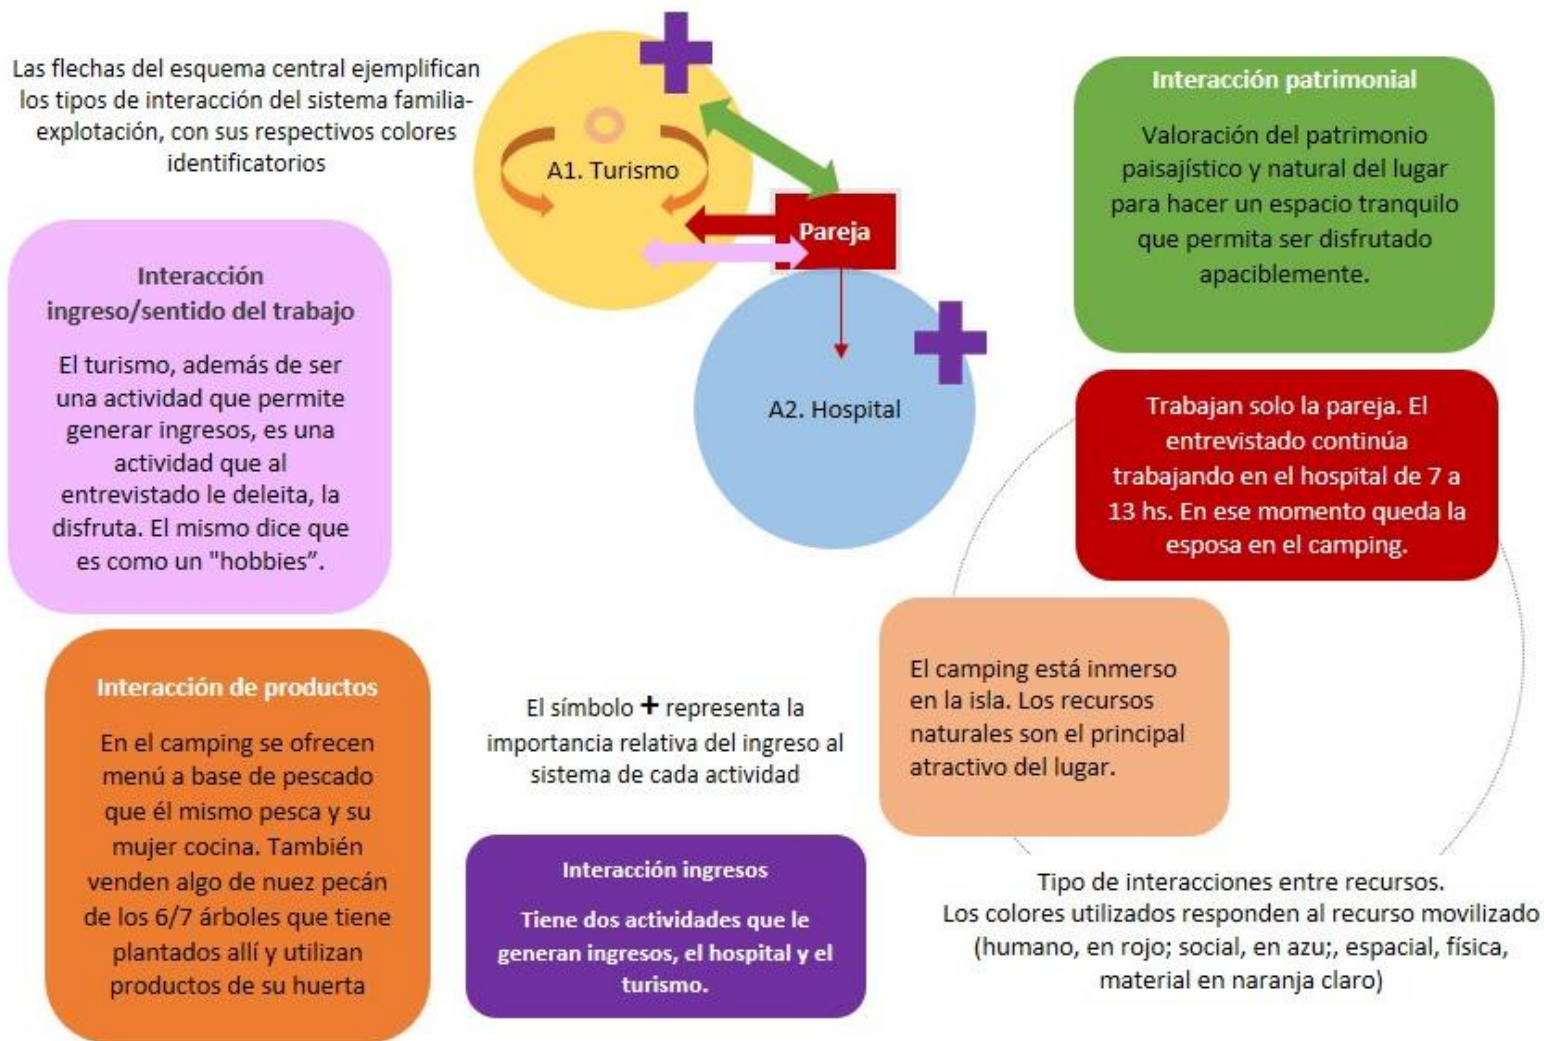 Las flechas del esquema central ejemplifican
los tipos de interacción del sistema familia-
explotación, con sus respectivos colores
identificatorios
A1. Turismo
Pareja
A2. Hospital
Interacción patrimonial
Valoración del patrimonio
paisajístico y natural del lugar
para hacer un espacio tranquilo
que permita ser disfrutado
apaciblemente.
Interacción
ingreso/sentido del trabajo
El turismo, además de ser
una actividad que permite
generar ingresos, es una
actividad que al
entrevistado le deleita, la
disfruta. El mismo dice que
es como un "hobbies”.
Trabajan solo la pareja. El
entrevistado continúa
trabajando en el hospital de 7 a
13 hs. En ese momento queda la
esposa en el camping.
Interacción de productos
En el camping se ofrecen
menú a base de pescado
que él mismo pesca y su
mujer cocina. También
venden algo de nuez pecán
de los 6/7 árboles que tiene
plantados allí y utilizan
productos de su huerta
El símbolo + representa la
importancia relativa del ingreso al
sistema de cada actividad
El camping está inmerso
en la isla. Los recursos
naturales son el principal
atractivo del lugar.
Interacción ingresos
Tiene dos actividades que le
generan ingresos, el hospital y el
turismo.
Tipo de interacciones entre recursos.
Los colores utilizados responden al recurso movilizado
(humano, en rojo; social, en azu;, espacial, física,
material en naranja claro)